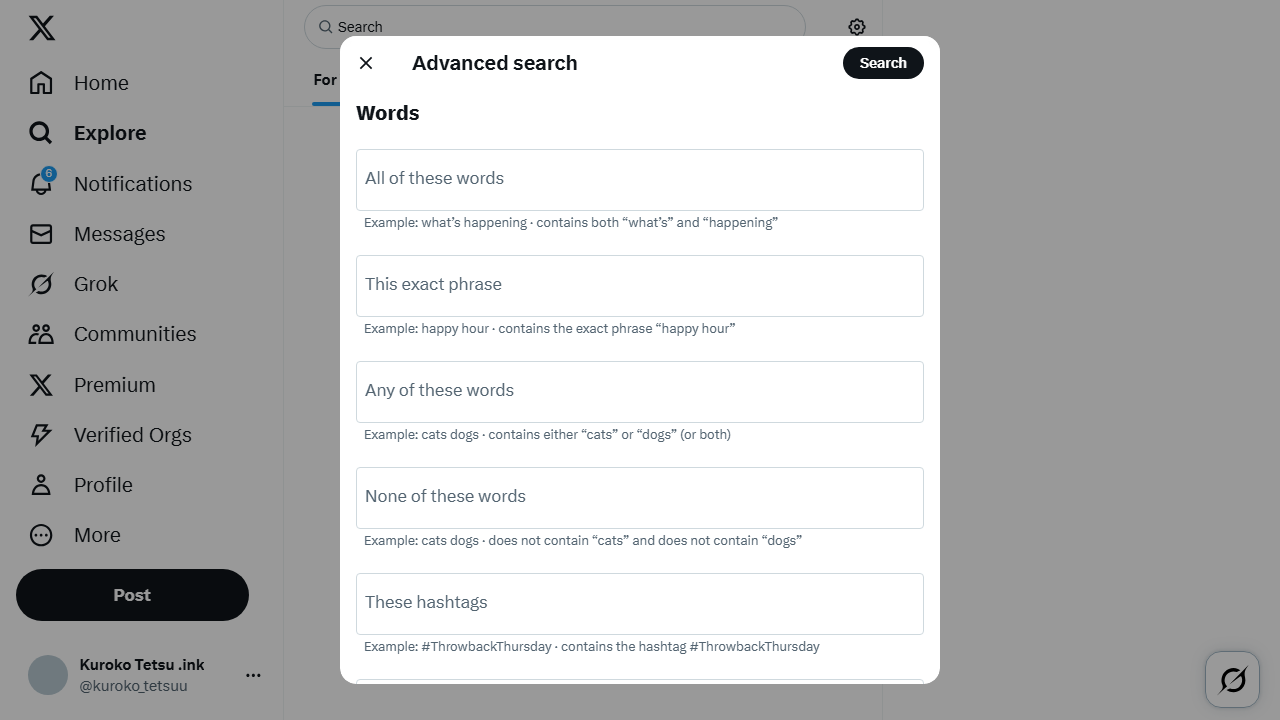 Home
Explore
6
Notifications
Messages
Grok
Communities
Premium
Verified Orgs
Profile
More
Post
Kuroko Tetsu .ink
@kuroko_tetsuu
Search
For
Advanced search
Search
Words
All of these words
Example: what’s happening · contains both “what’s” and “happening”
This exact phrase
Example: happy hour · contains the exact phrase “happy hour”
Any of these words
Example: cats dogs · contains either “cats” or “dogs” (or both)
None of these words
Example: cats dogs · does not contain “cats” and does not contain “dogs”
These hashtags
Example: #ThrowbackThursday · contains the hashtag #ThrowbackThursday